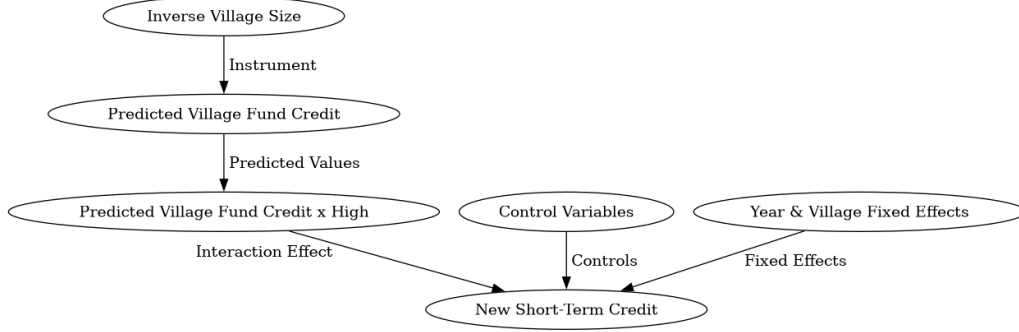 Inverse Village Size
Instrument
Predicted Village Fund Credit
Predicted Values
Predicted Village Fund Credit x High
Control Variables
Year & Village Fixed Effects
Interaction Effect
Controls
Fixed Effects
New Short-Term Credit